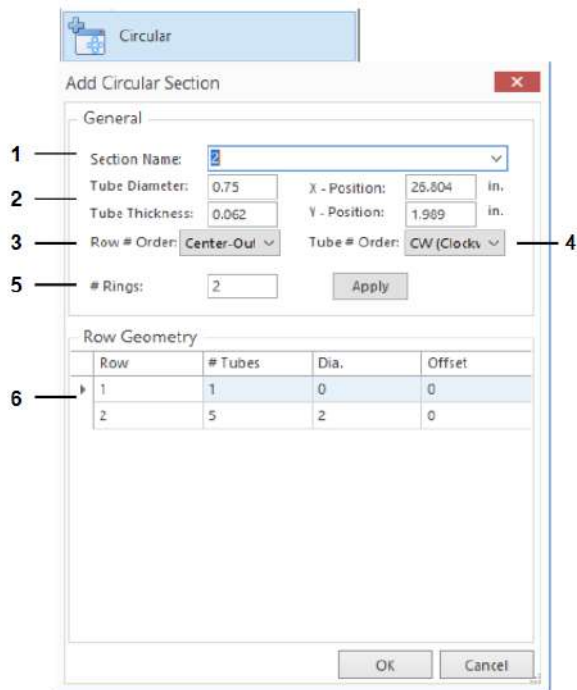 Circular
Add Circular Section
General
1
Section Name: 2
2
Tube Diameter: 0.75 X - Position: 26.804 in.
Tube Thickness: 0.062 Y - Position: 1.989 in.
3
Row # Order: Center-Out Tube # Order: CW (Clockw
4
5
# Rings: 2 Apply
Row Geometry
Row # Tubes Dia. Offset
6
1 1 0 0
2 5 2 0
OK Cancel